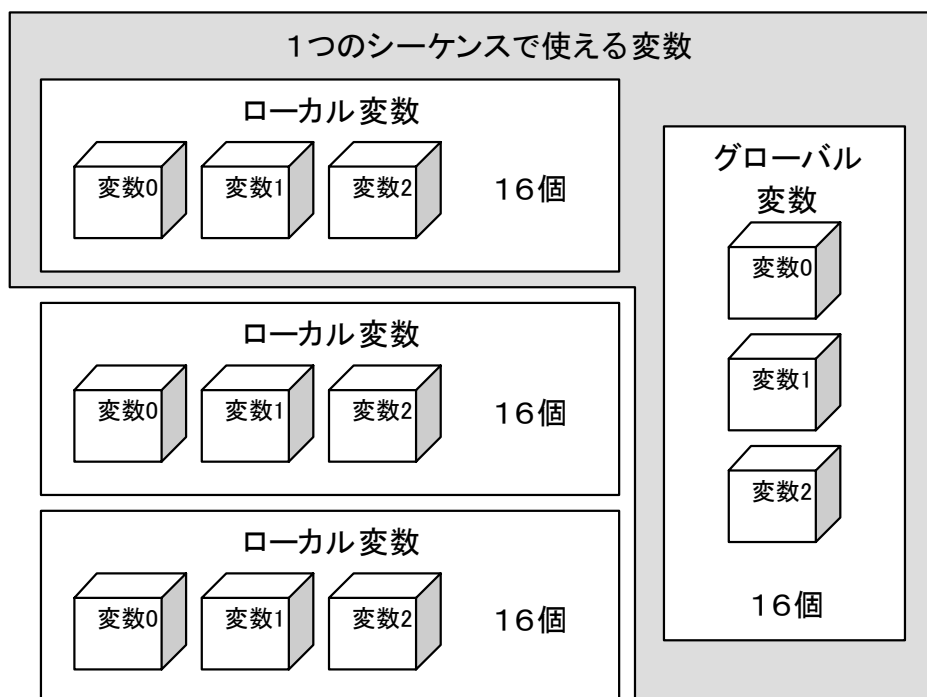 １つのシーケンスで使える変数
ローカル変数
変数0
変数1
変数2
１６個
グローバル
変数
変数0
変数1
変数2
１６個
ローカル変数
変数0
変数1
変数2
１６個
ローカル変数
変数0
変数1
変数2
１６個